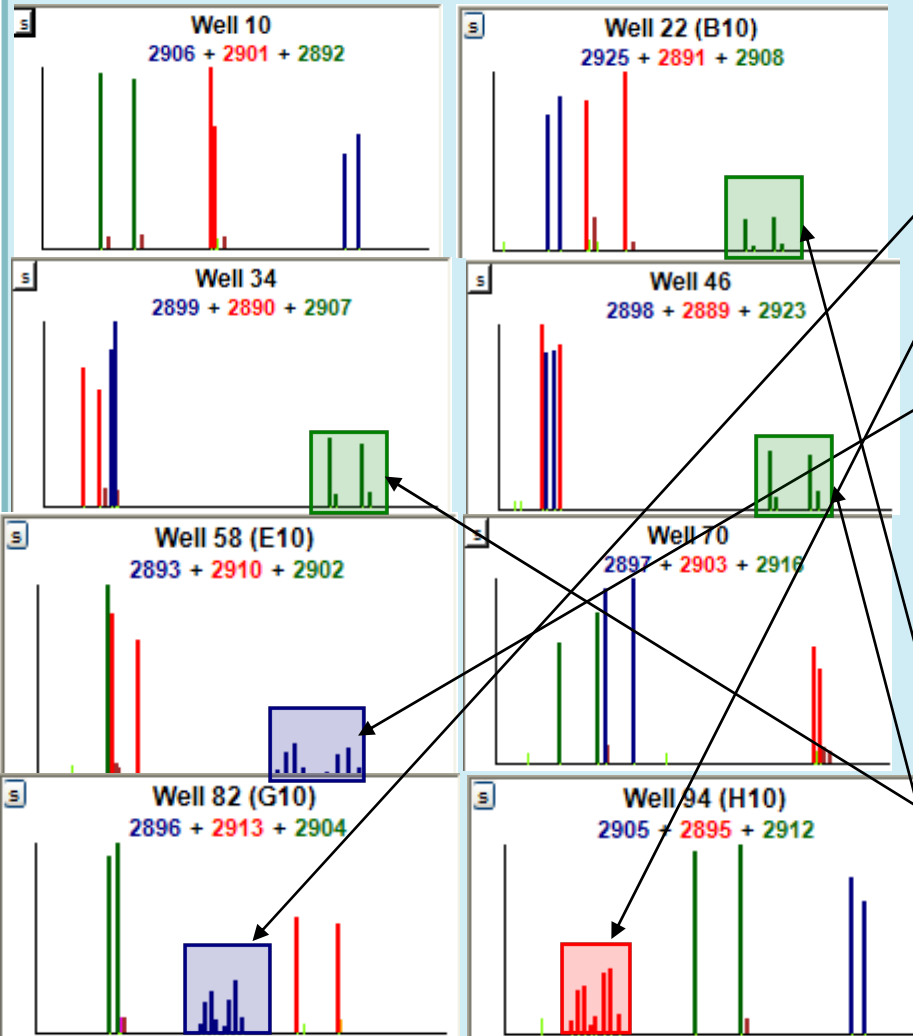 s
Well 10
2906 + 2901 + 2892
s
Well 22 (B10)
2925 + 2891 + 2908
s
Well 34
2899 + 2890 + 2907
s
Well 46
2898 + 2889 + 2923
s
Well 58 (E10)
2893 + 2910 + 2902
s
Well 70
2897 + 2903 + 2916
s
Well 82 (G10)
2896 + 2913 + 2904
s
Well 94 (H10)
2905 + 2895 + 2912